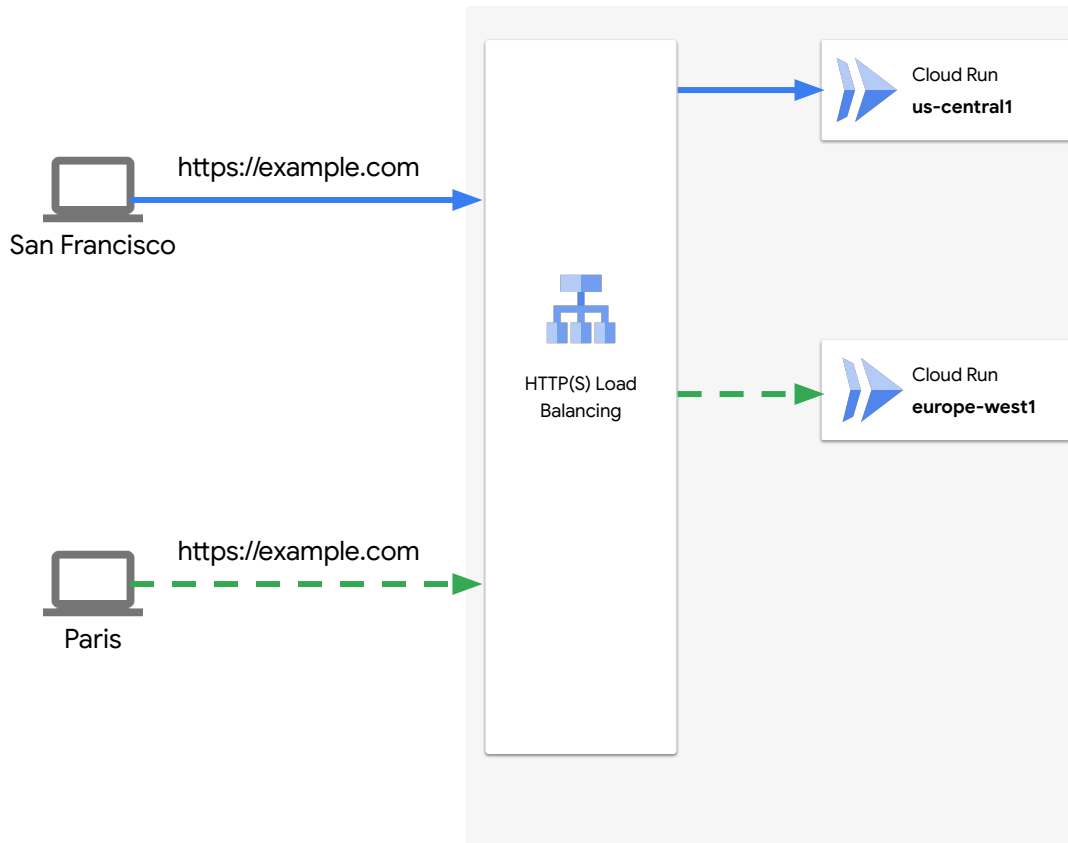 https://example.com
San Francisco
https://example.com
Paris
HTTP(S) Load
Balancing
Cloud Run
us-central1
Cloud Run
europe-west1